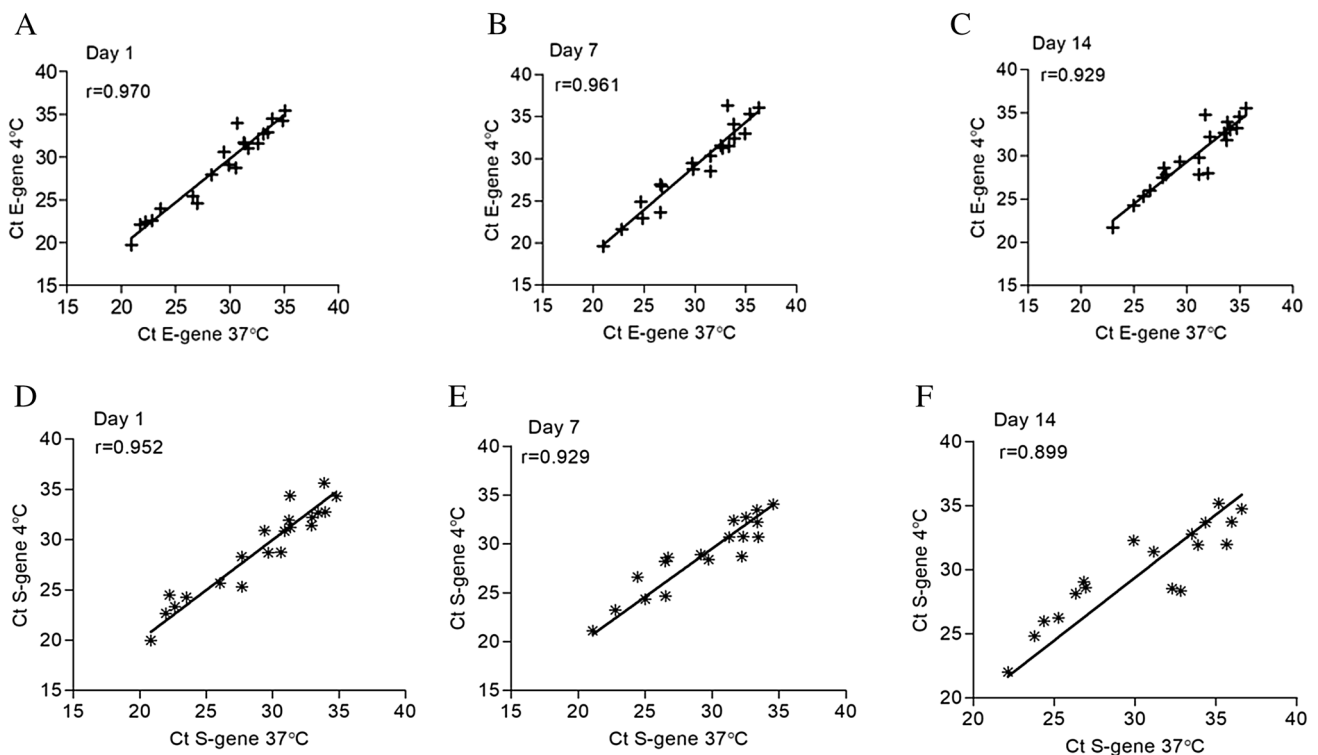 A
Day 1
r=0.970
Ct E-gene 4°C
40
35
30
25
20
15
15 20 25 30 35 40
Ct E-gene 37°C
B
Day 7
r=0.961
Ct E-gene 4°C
40
35
30
25
20
15
15 20 25 30 35 40
Ct E-gene 37°C
C
Day 14
r=0.929
Ct E-gene 4°C
40
35
30
25
20
15
15 20 25 30 35 40
Ct E-gene 37°C
D
Day 1
r=0.952
Ct S-gene 4°C
40
35
30
25
20
15
15 20 25 30 35 40
Ct S-gene 37°C
E
Day 7
r=0.929
Ct S-gene 4°C
40
35
30
25
20
15
15 20 25 30 35 40
Ct S-gene 37°C
F
Day 14
r=0.899
Ct S-gene 4°C
40
35
30
25
20
20 25 30 35 40
Ct S-gene 37°C